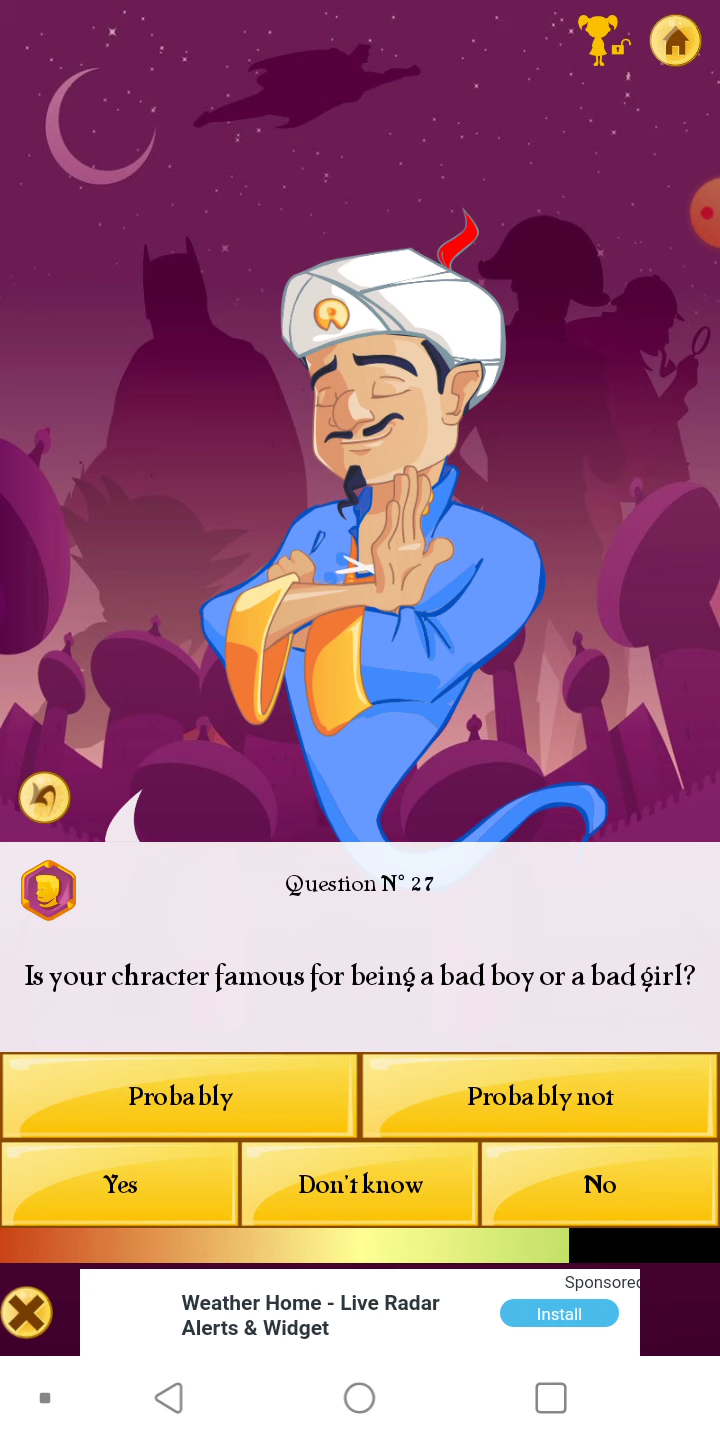 Question N° 27
Is your chracter famous for being a bad boy or a bad girl?
Probably
Probably not
Yes
Don't know
No
Sponsored
Weather Home - Live Radar
Alerts & Widget
Install